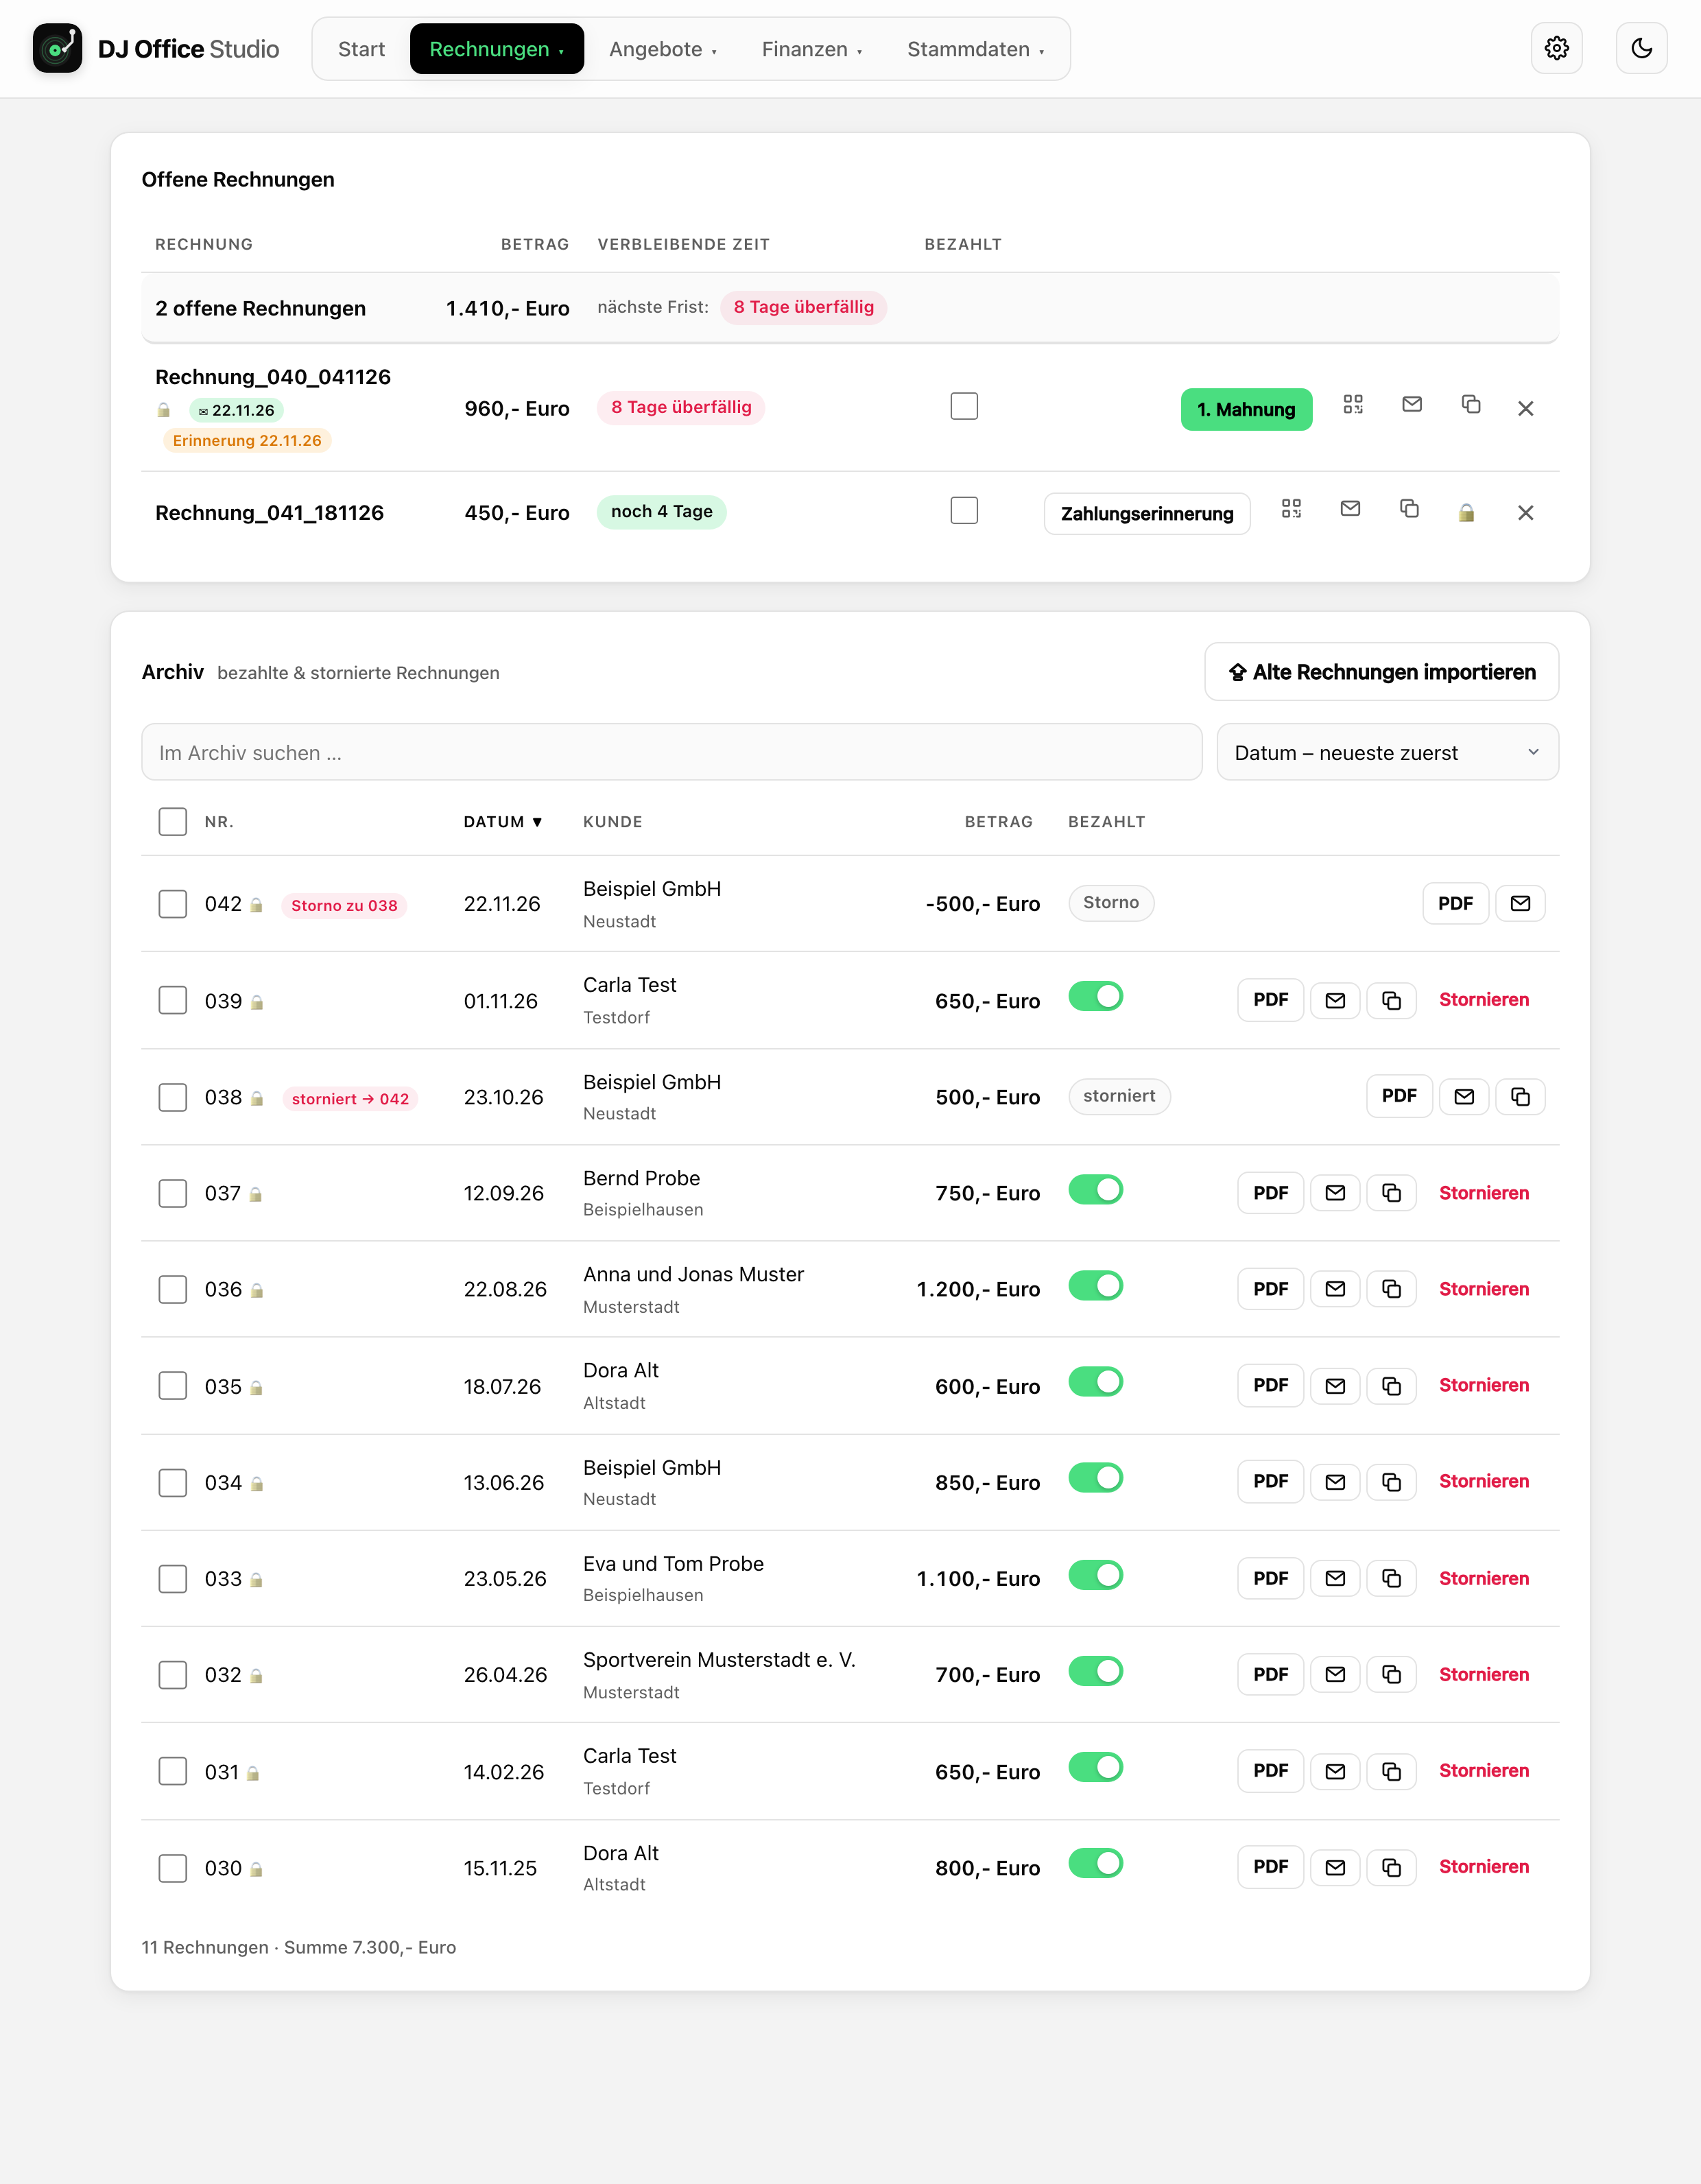 DJ Office Studio
Start
Rechnungen
Angebote
Finanzen
Stammdaten
Offene Rechnungen
RECHNUNG BETRAG VERBLEIBENDE ZEIT BEZAHLT
2 offene Rechnungen 1.410,- Euro nächste Frist: 8 Tage überfällig
Rechnung_040_041126
22.11.26
Erinnerung 22.11.26
960,- Euro 8 Tage überfällig 1. Mahnung
Rechnung_041_181126 450,- Euro noch 4 Tage Zahlungserinnerung
Archiv bezahlte & stornierte Rechnungen
Alte Rechnungen importieren
Im Archiv suchen ...
Datum – neueste zuerst
NR. DATUM ▼ KUNDE BETRAG BEZAHLT
042 Storno zu 038 22.11.26 Beispiel GmbH -500,- Euro Storno PDF
Neustadt
039 01.11.26 Carla Test 650,- Euro PDF Stornieren
Testdorf
038 storniert → 042 23.10.26 Beispiel GmbH 500,- Euro storniert PDF
Neustadt
037 12.09.26 Bernd Probe 750,- Euro PDF Stornieren
Beispielhausen
036 22.08.26 Anna und Jonas Muster 1.200,- Euro PDF Stornieren
Musterstadt
035 18.07.26 Dora Alt 600,- Euro PDF Stornieren
Altstadt
034 13.06.26 Beispiel GmbH 850,- Euro PDF Stornieren
Neustadt
033 23.05.26 Eva und Tom Probe 1.100,- Euro PDF Stornieren
Beispielhausen
032 26.04.26 Sportverein Musterstadt e. V. 700,- Euro PDF Stornieren
Musterstadt
031 14.02.26 Carla Test 650,- Euro PDF Stornieren
Testdorf
030 15.11.25 Dora Alt 800,- Euro PDF Stornieren
Altstadt
11 Rechnungen · Summe 7.300,- Euro